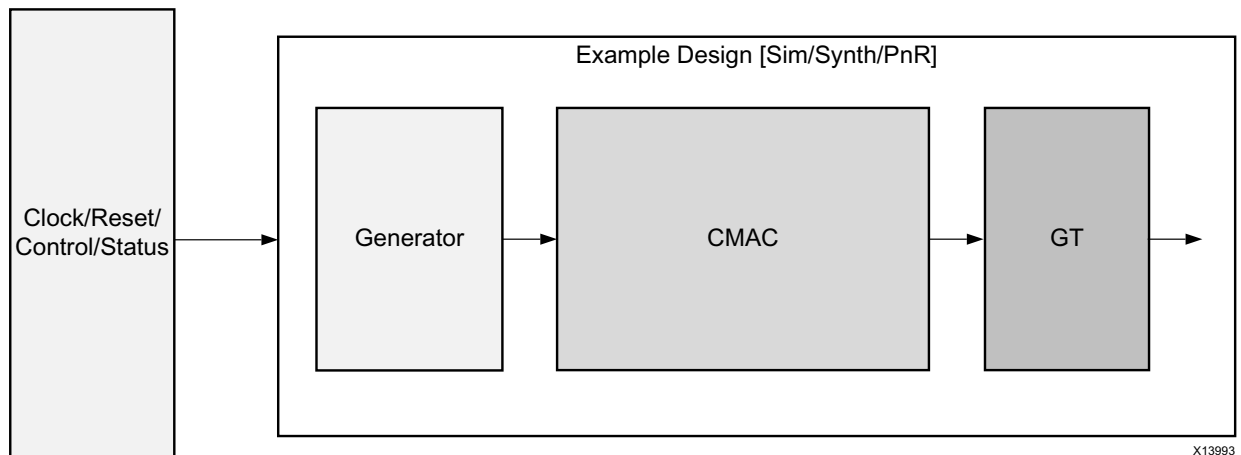 Example Design [Sim/Synth/PnR]
Clock/Reset/
Control/Status
Generator
CMAC
GT
X13993